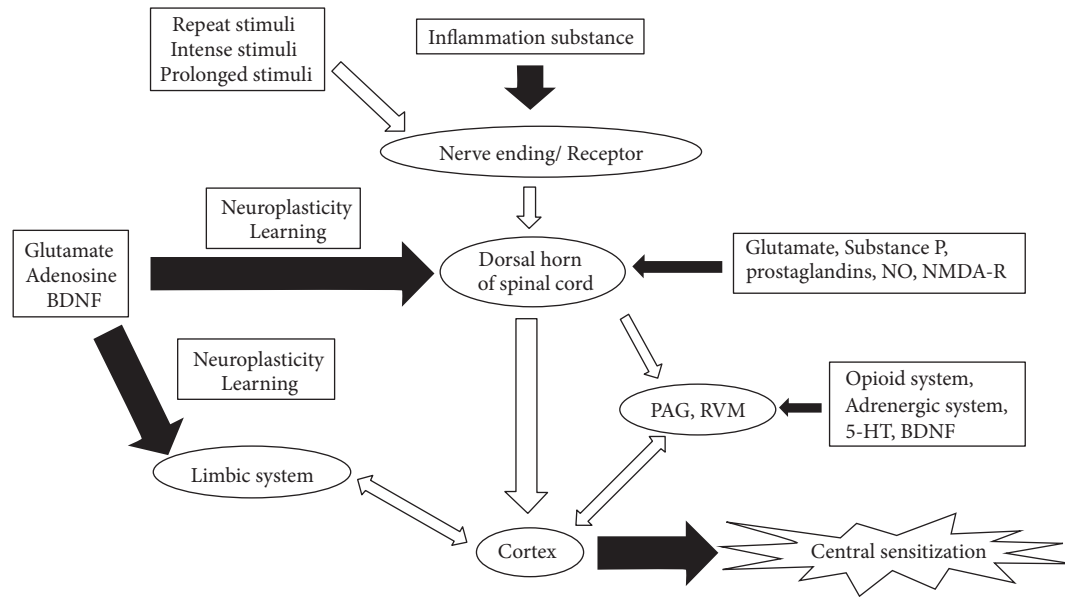 Repeat stimuli
Intense stimuli
Prolonged stimuli
Inflammation substance
Nerve ending/ Receptor
Neuroplasticity
Learning
Glutamate
Adenosine
BDNF
Dorsal horn
of spinal cord
Glutamate, Substance P,
prostaglandins, NO, NMDA-R
Neuroplasticity
Learning
PAG, RVM
Opioid system,
Adrenergic system,
5-HT, BDNF
Limbic system
Cortex
Central sensitization